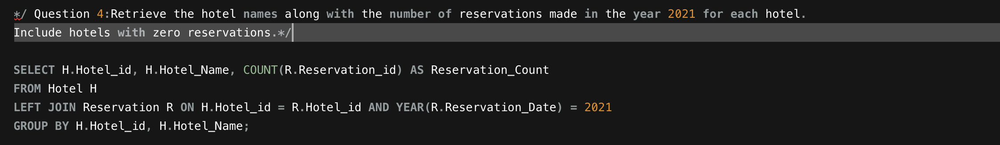 */ Question 4:Retrieve the hotel names along with the number of reservations made in the year 2021 for each hotel.
Include hotels with zero reservations.*/
SELECT H.Hotel_id, H.Hotel_Name, COUNT(R.Reservation_id) AS Reservation_Count
FROM Hotel H
LEFT JOIN Reservation R ON H.Hotel_id = R.Hotel_id AND YEAR(R.Reservation_Date) = 2021
GROUP BY H.Hotel_id, H.Hotel_Name;